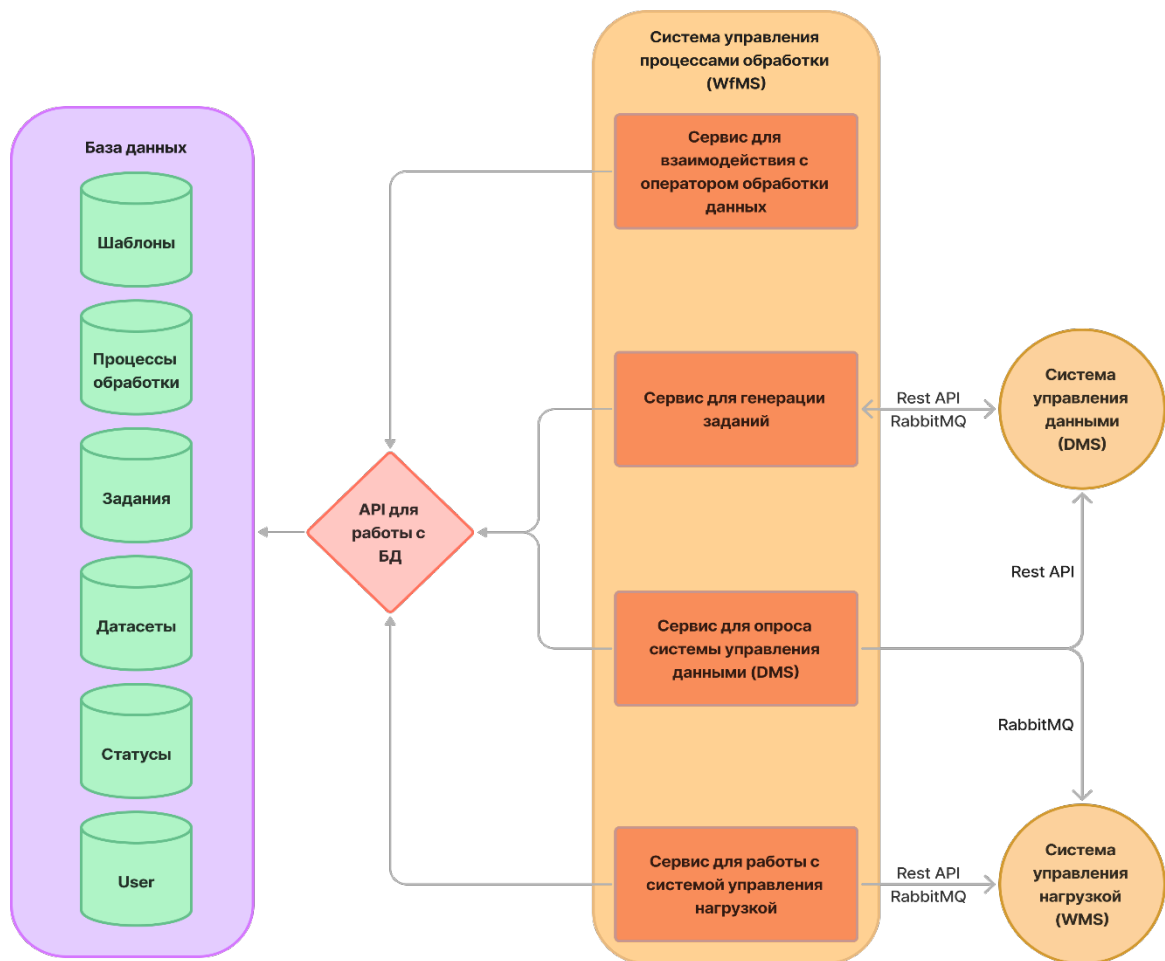 База данных
Шаблоны
Процессы
обработки
Задания
Датасеты
Статусы
User
API для
работы с
БД
Система управления
процессами обработки
(WfMS)
Сервис для
взаимодействия с
оператором обработки
данных
Сервис для генерации
заданий
Сервис для опроса
системы управления
данными (DMS)
Сервис для работы с
системой управления
нагрузкой
Rest API
RabbitMQ
Система
управления
данными
(DMS)
Rest API
RabbitMQ
Rest API
RabbitMQ
Система
управления
нагрузкой
(WMS)